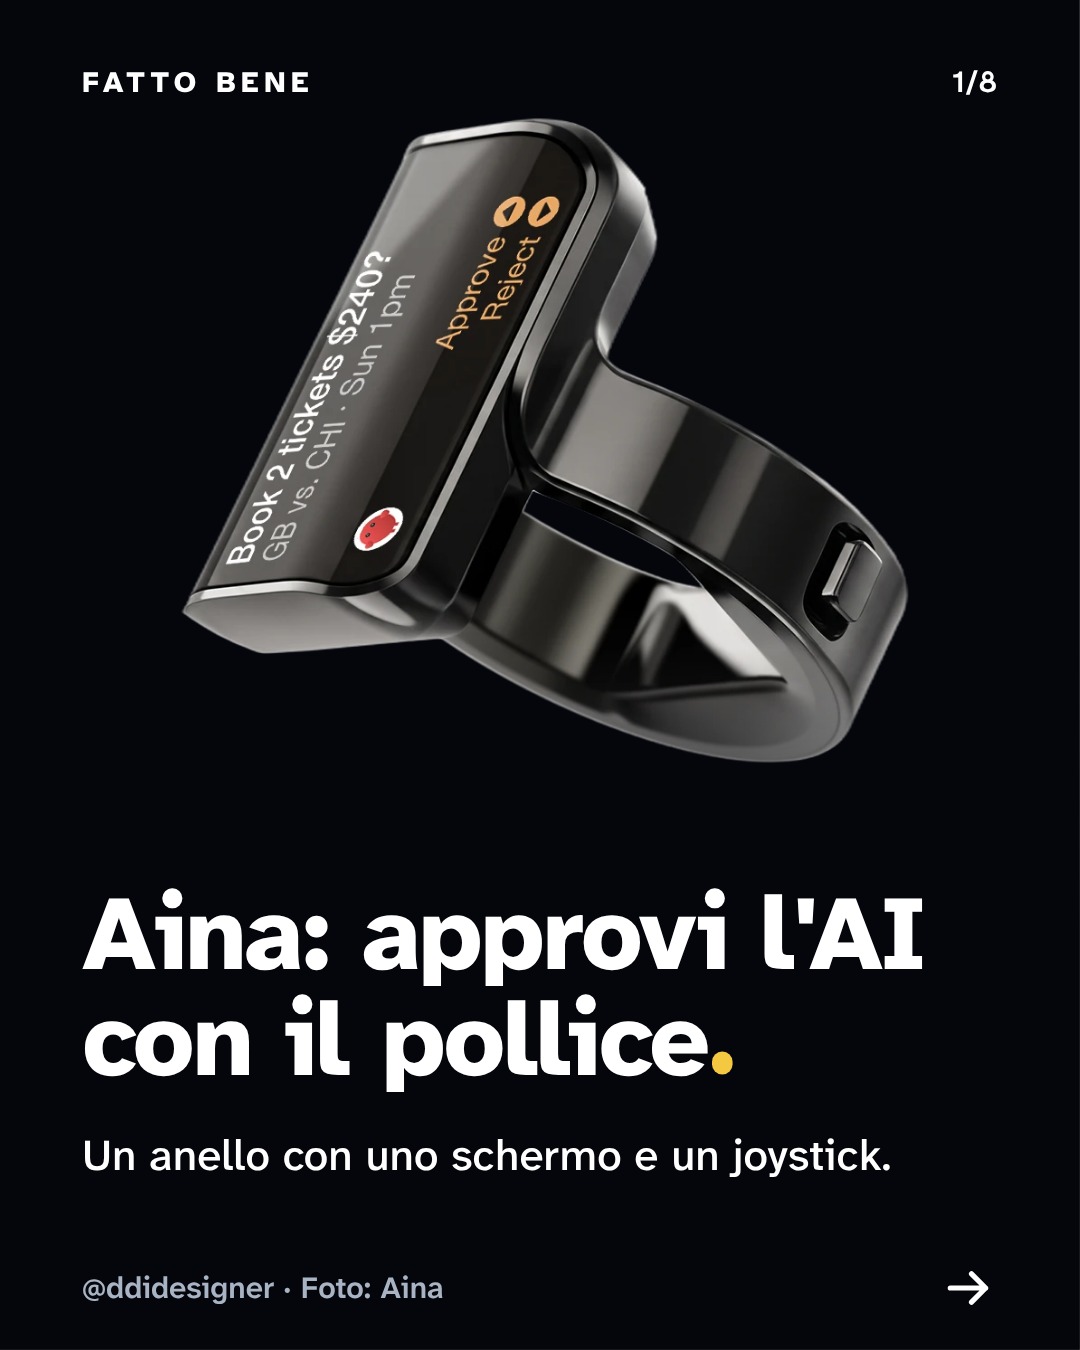 FATTO BENE
1/8
Book 2 tickets $240?
GB vs. CHI · Sun 1pm
Approve
Reject
Aina: approvi l'AI
con il pollice.
Un anello con uno schermo e un joystick.
@ddidesigner · Foto: Aina